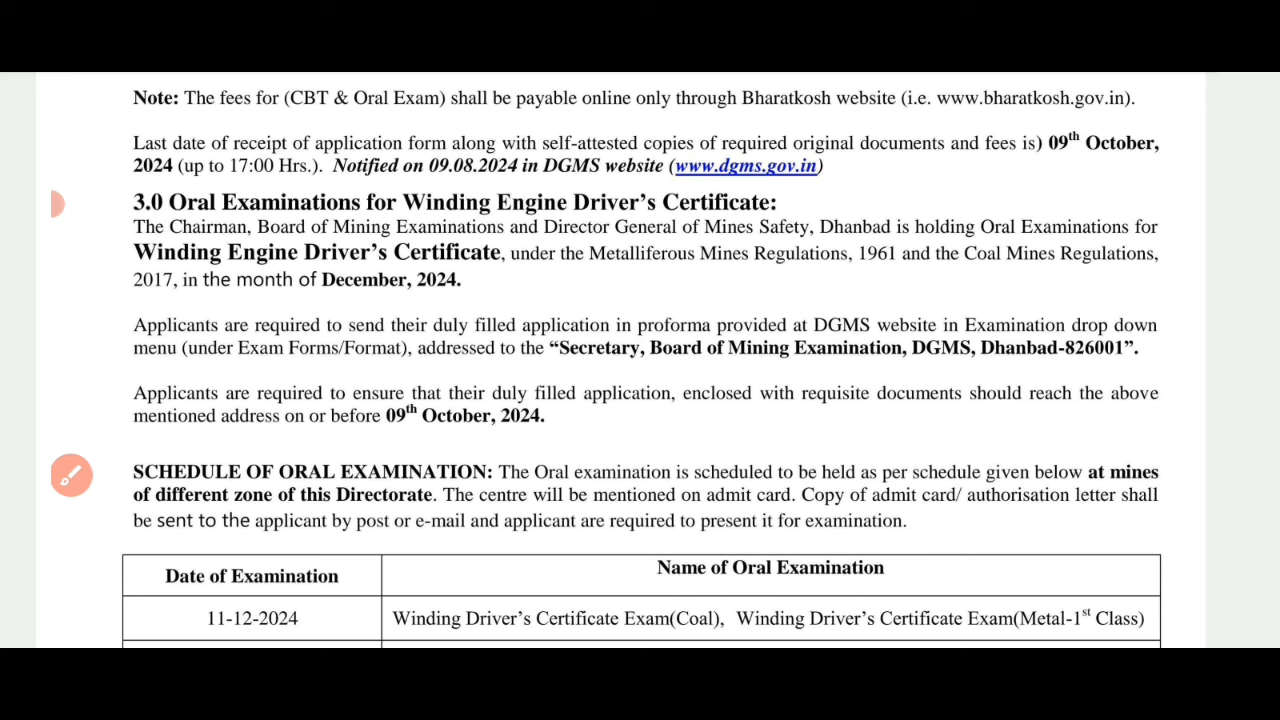 Note: The fees for (CBT & Oral Exam) shall be payable online only through Bharatkosh website (i.e. www.bharatkosh.gov.in).
Last date of receipt of application form along with self-attested copies of required original documents and fees is) 09th October,
2024 (up to 17:00 Hrs.). Notified on 09.08.2024 in DGMS website (www.dgms.gov.in)
3.0 Oral Examinations for Winding Engine Driver’s Certificate:
The Chairman, Board of Mining Examinations and Director General of Mines Safety, Dhanbad is holding Oral Examinations for
Winding Engine Driver’s Certificate, under the Metalliferous Mines Regulations, 1961 and the Coal Mines Regulations,
2017, in the month of December, 2024.
Applicants are required to send their duly filled application in proforma provided at DGMS website in Examination drop down
menu (under Exam Forms/Format), addressed to the “Secretary, Board of Mining Examination, DGMS, Dhanbad-826001”.
Applicants are required to ensure that their duly filled application, enclosed with requisite documents should reach the above
mentioned address on or before 09th October, 2024.
SCHEDULE OF ORAL EXAMINATION: The Oral examination is scheduled to be held as per schedule given below at mines
of different zone of this Directorate. The centre will be mentioned on admit card. Copy of admit card/ authorisation letter shall
be sent to the applicant by post or e-mail and applicant are required to present it for examination.
Date of Examination Name of Oral Examination
11-12-2024 Winding Driver’s Certificate Exam(Coal), Winding Driver’s Certificate Exam(Metal-1st Class)